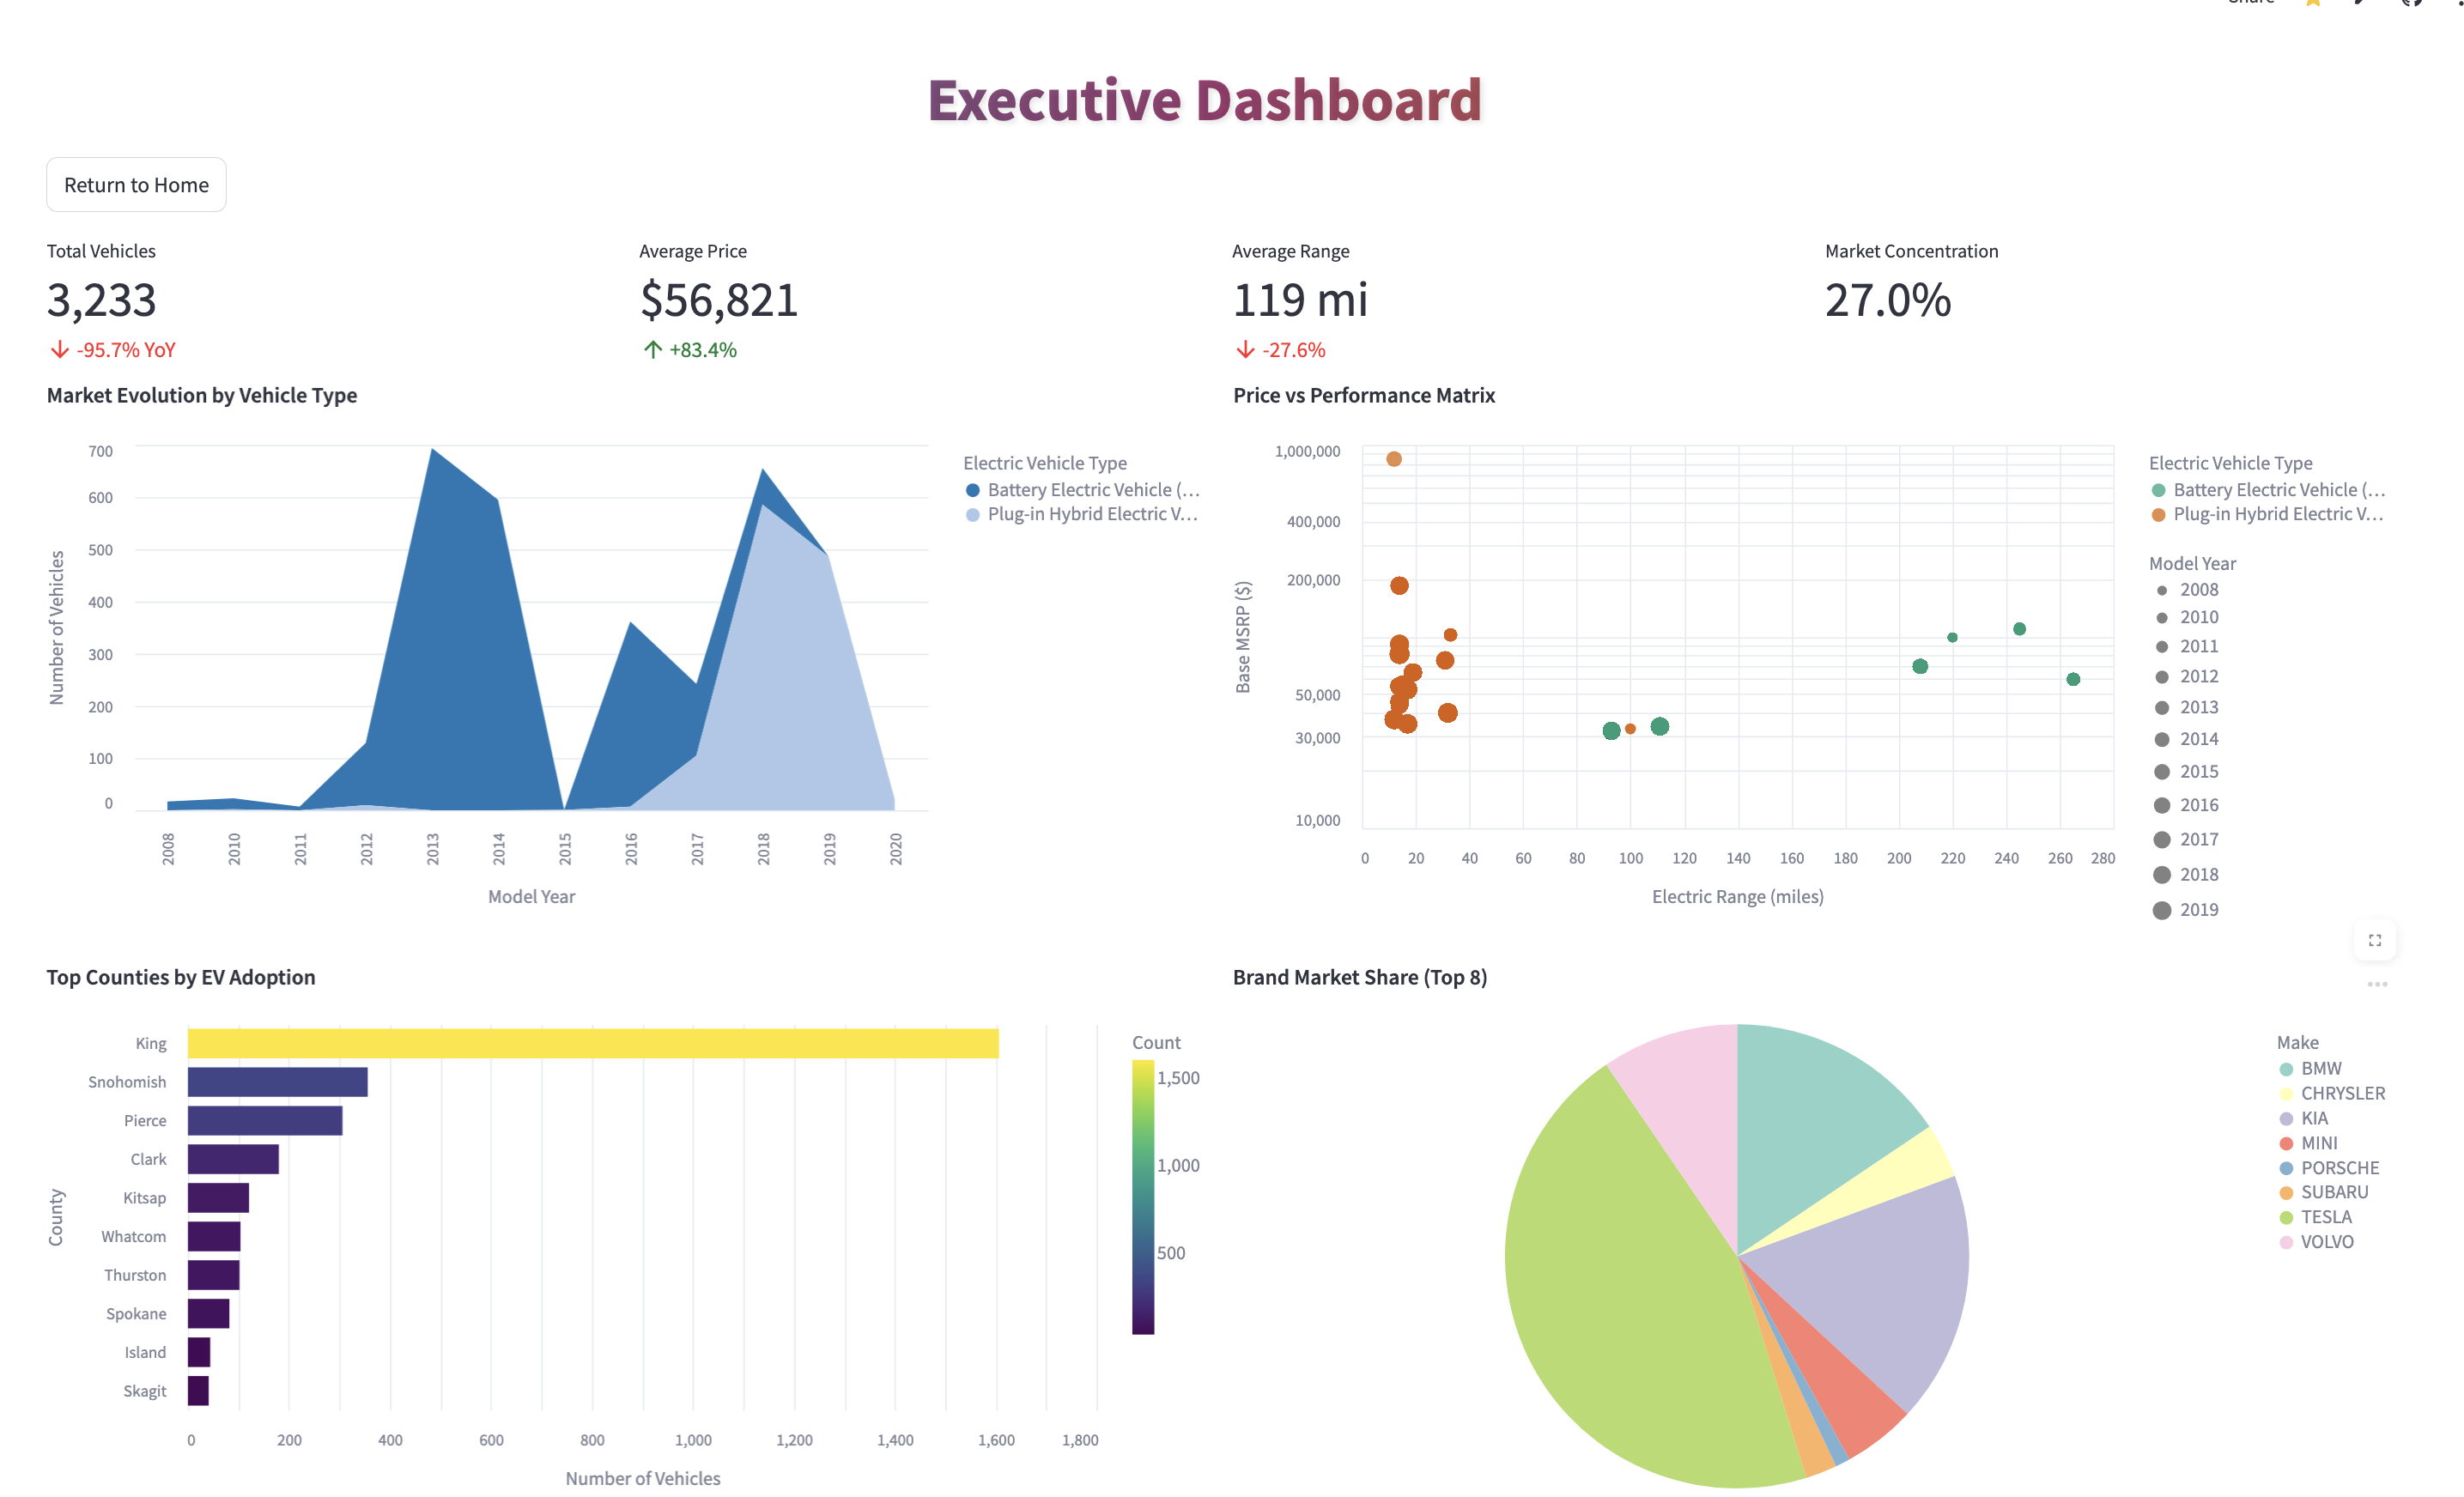 Share
Executive Dashboard
Return to Home
Total Vehicles
3,233
-95.7% YoY
Average Price
$56,821
+83.4%
Average Range
119 mi
-27.6%
Market Concentration
27.0%
Market Evolution by Vehicle Type
700
600
500
400
300
200
100
0
Number of Vehicles
2008
2010
2011
2012
2013
2014
2015
2016
2017
2018
2019
2020
Model Year
Electric Vehicle Type
Battery Electric Vehicle (…
Plug-in Hybrid Electric V…
Price vs Performance Matrix
1,000,000
400,000
200,000
50,000
30,000
10,000
Base MSRP ($)
0
20
40
60
80
100
120
140
160
180
200
220
240
260
280
Electric Range (miles)
Electric Vehicle Type
Battery Electric Vehicle (…
Plug-in Hybrid Electric V…
Model Year
2008
2010
2011
2012
2013
2014
2015
2016
2017
2018
2019
Top Counties by EV Adoption
County
King
Snohomish
Pierce
Clark
Kitsap
Whatcom
Thurston
Spokane
Island
Skagit
0
200
400
600
800
1,000
1,200
1,400
1,600
1,800
Number of Vehicles
Count
1,500
1,000
500
Brand Market Share (Top 8)
Make
BMW
CHRYSLER
KIA
MINI
PORSCHE
SUBARU
TESLA
VOLVO